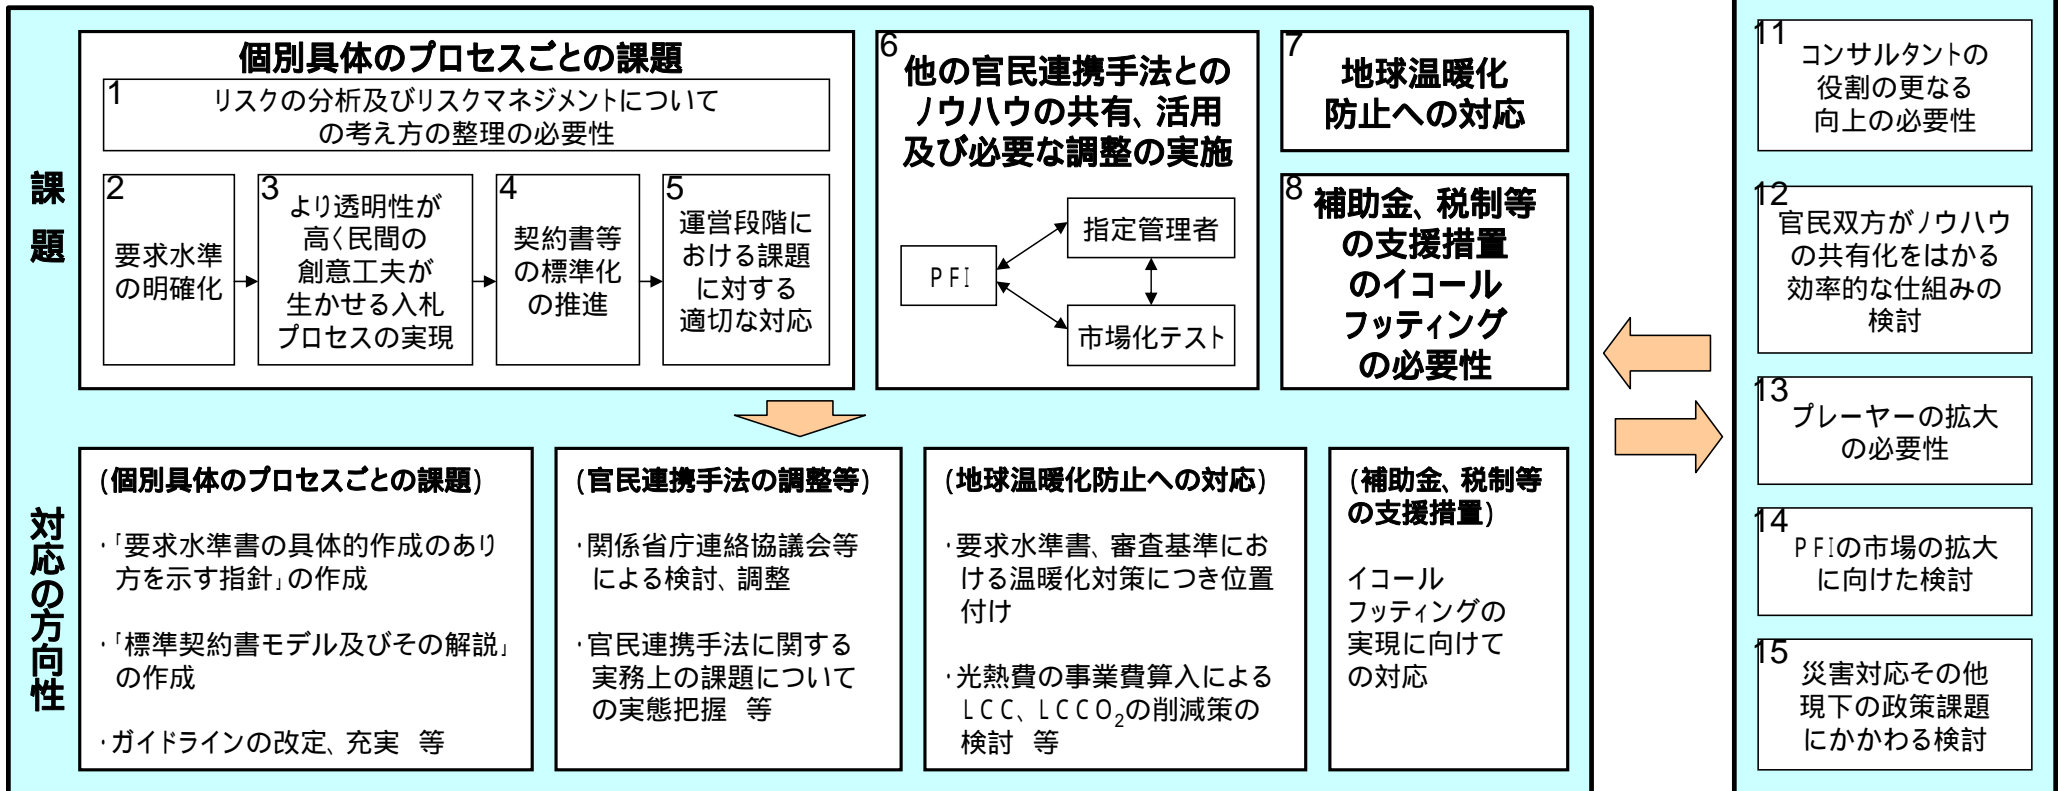 課題
個別具体のプロセスごとの課題
1
リスクの分析及びリスクマネジメントについて
の考え方の整理の必要性
2
要求水準
の明確化
3
より透明性が
高く民間の
創意工夫が
生かせる入札
プロセスの実現
4
契約書等
の標準化
の推進
5
運営段階に
おける課題
に対する
適切な対応
6
他の官民連携手法との
ノウハウの共有、活用
及び必要な調整の実施
PFI
指定管理者
市場化テスト
7
地球温暖化
防止への対応
8
補助金、税制等
の支援措置
のイコール
フッティング
の必要性
対応の方向性
(個別具体のプロセスごとの課題)
・「要求水準書の具体的作成のあり
方を示す指針」の作成
・「標準契約書モデル及びその解説」
の作成
・ガイドラインの改定、充実 等
(官民連携手法の調整等)
・関係省庁連絡協議会等
による検討、調整
・官民連携手法に関する
実務上の課題について
の実態把握 等
(地球温暖化防止への対応)
・要求水準書、審査基準にお
ける温暖化対策につき位置
付け
・光熱費の事業費算入による
LCC、LCCO₂の削減策の
検討 等
(補助金、税制等
の支援措置)
イコール
フッティングの
実現に向けて
の対応
11
コンサルタントの
役割の更なる
向上の必要性
12
官民双方がノウハウ
の共有化をはかる
効率的な仕組みの
検討
13
プレーヤーの拡大
の必要性
14
PFIの市場の拡大
に向けた検討
15
災害対応その他
現下の政策課題
にかかわる検討